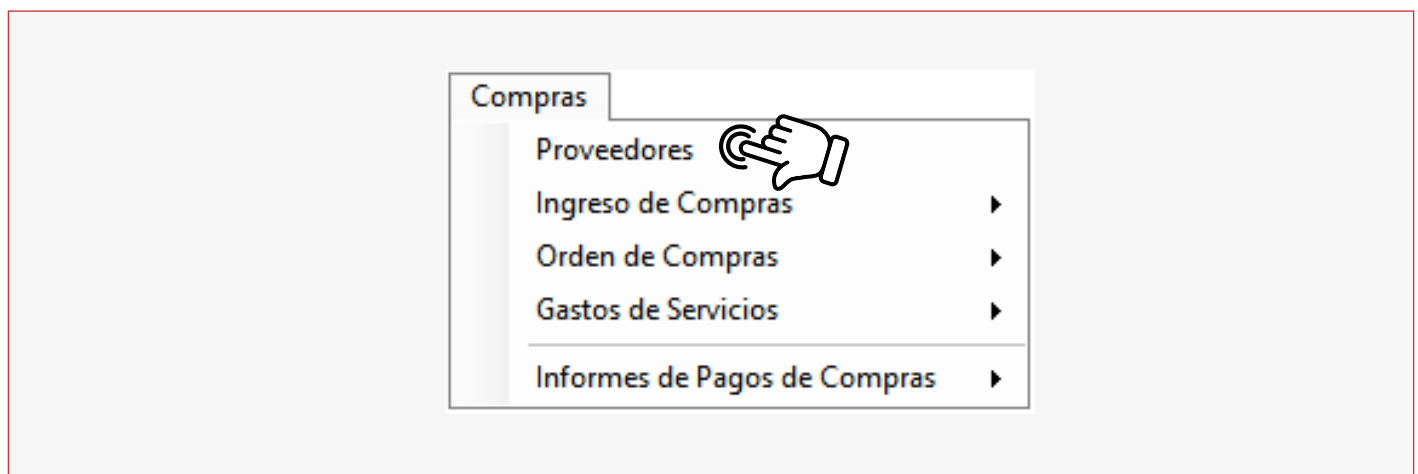 Compras
Proveedores
Ingreso de Compras
Orden de Compras
Gastos de Servicios
Informes de Pagos de Compras